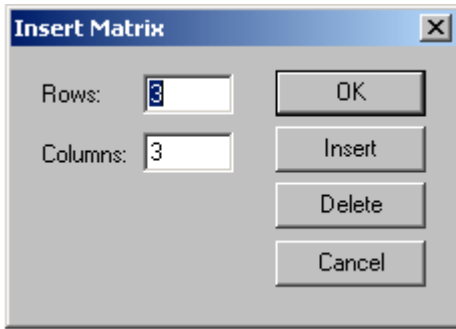 Insert Matrix
Rows: 3
OK
Columns: 3
Insert
Delete
Cancel